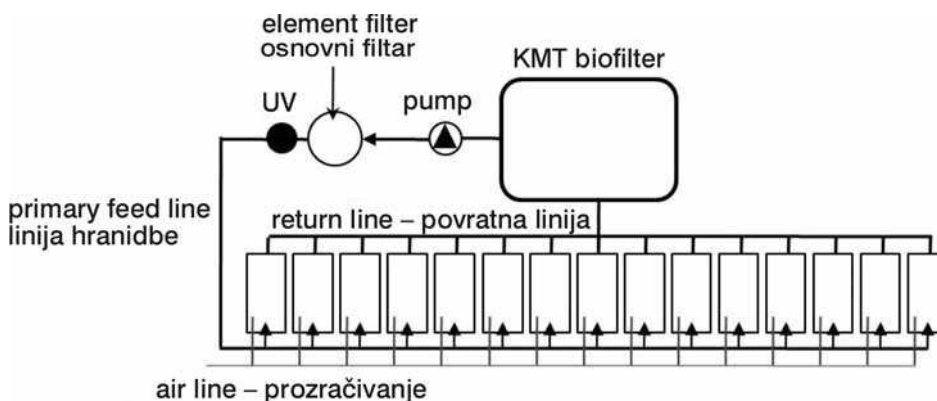 element filter
osnovni filtar
KMT biofilter
UV
pump
primary feed line
linija hranidbe
return line – povratna linija
air line – prozračivanje